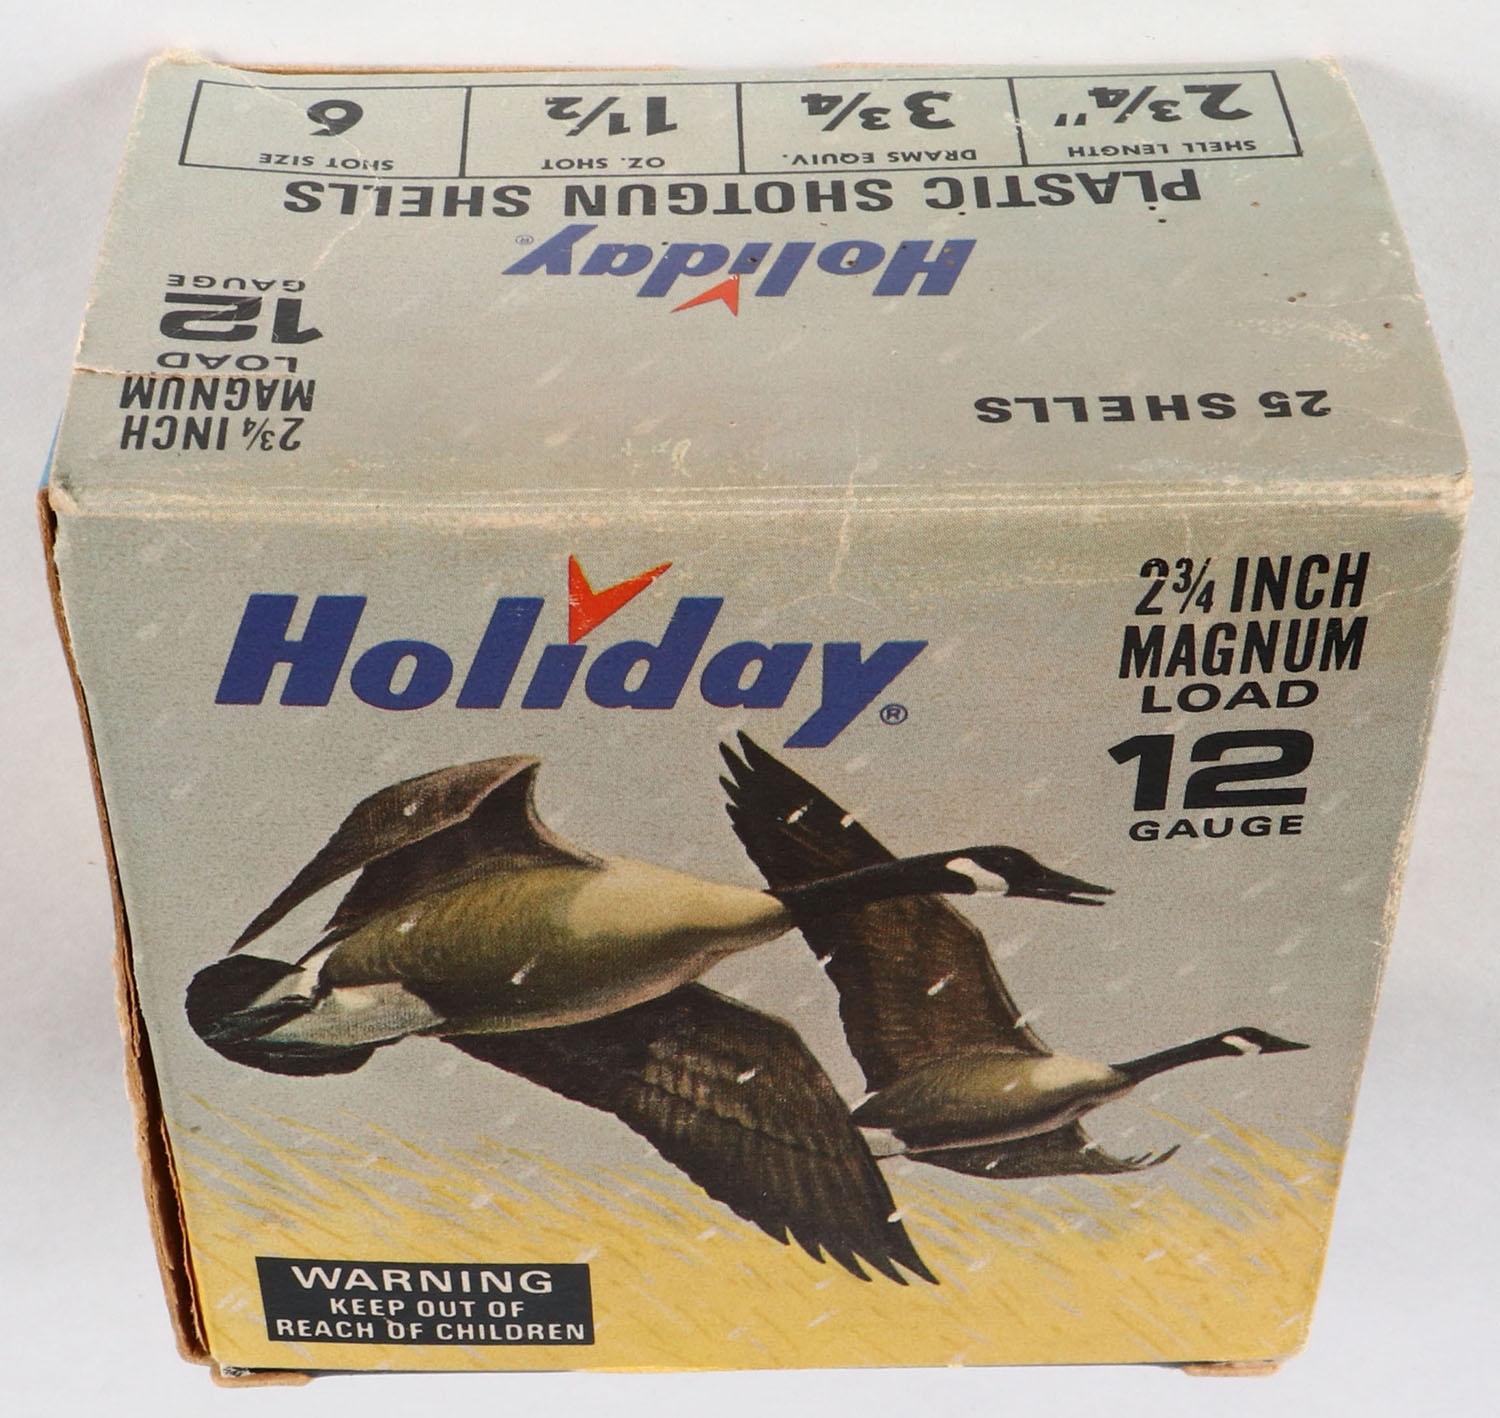 25 SHELLS
2¾ INCH
MAGNUM
LOAD
12
GAUGE
Holiday®
PLASTIC SHOTGUN SHELLS
SHELL LENGTH DRAMS EQUIV. OZ. SHOT SHOT SIZE
2¾" 3¾ 1½ 6
Holiday®
2¾ INCH
MAGNUM
LOAD
12
GAUGE
WARNING
KEEP OUT OF
REACH OF CHILDREN